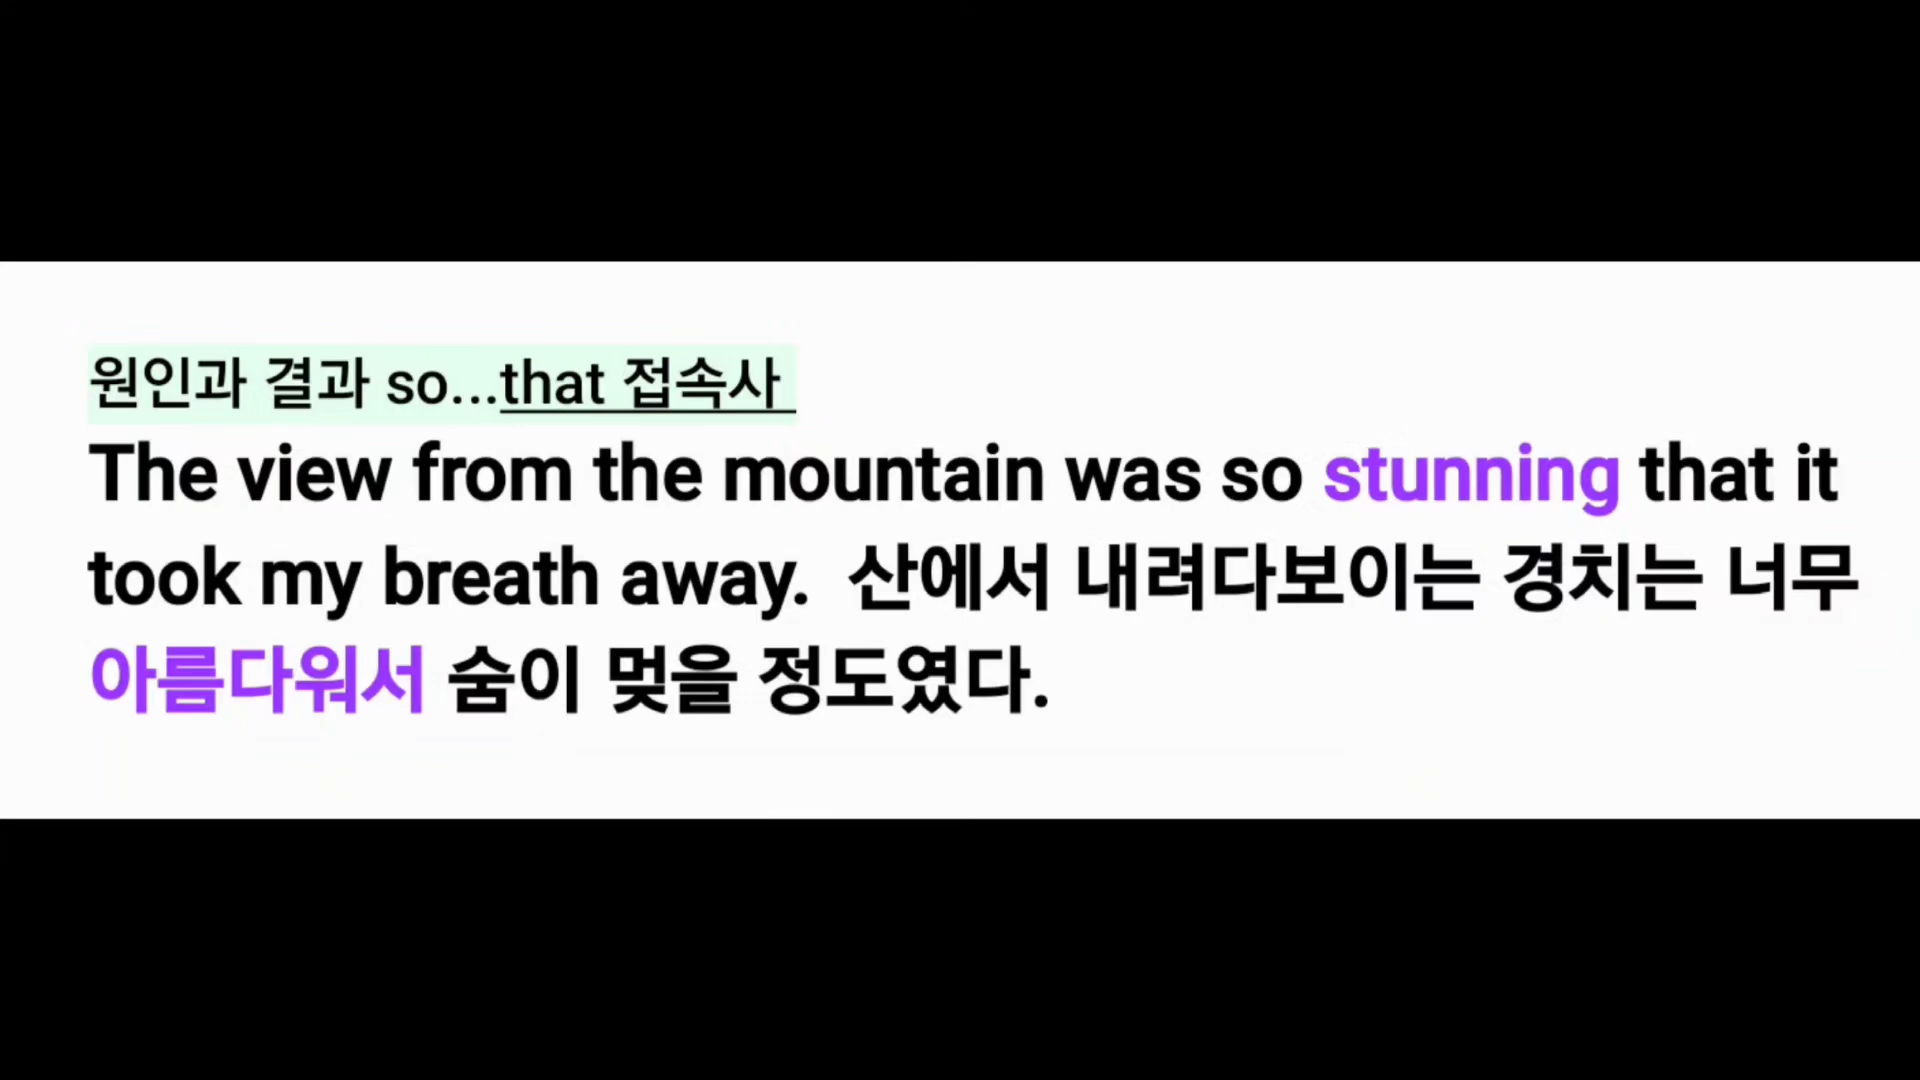 원인과 결과 so...that 접속사
The view from the mountain was so stunning that it
took my breath away.  산에서 내려다보이는 경치는 너무
아름다워서 숨이 멎을 정도였다.